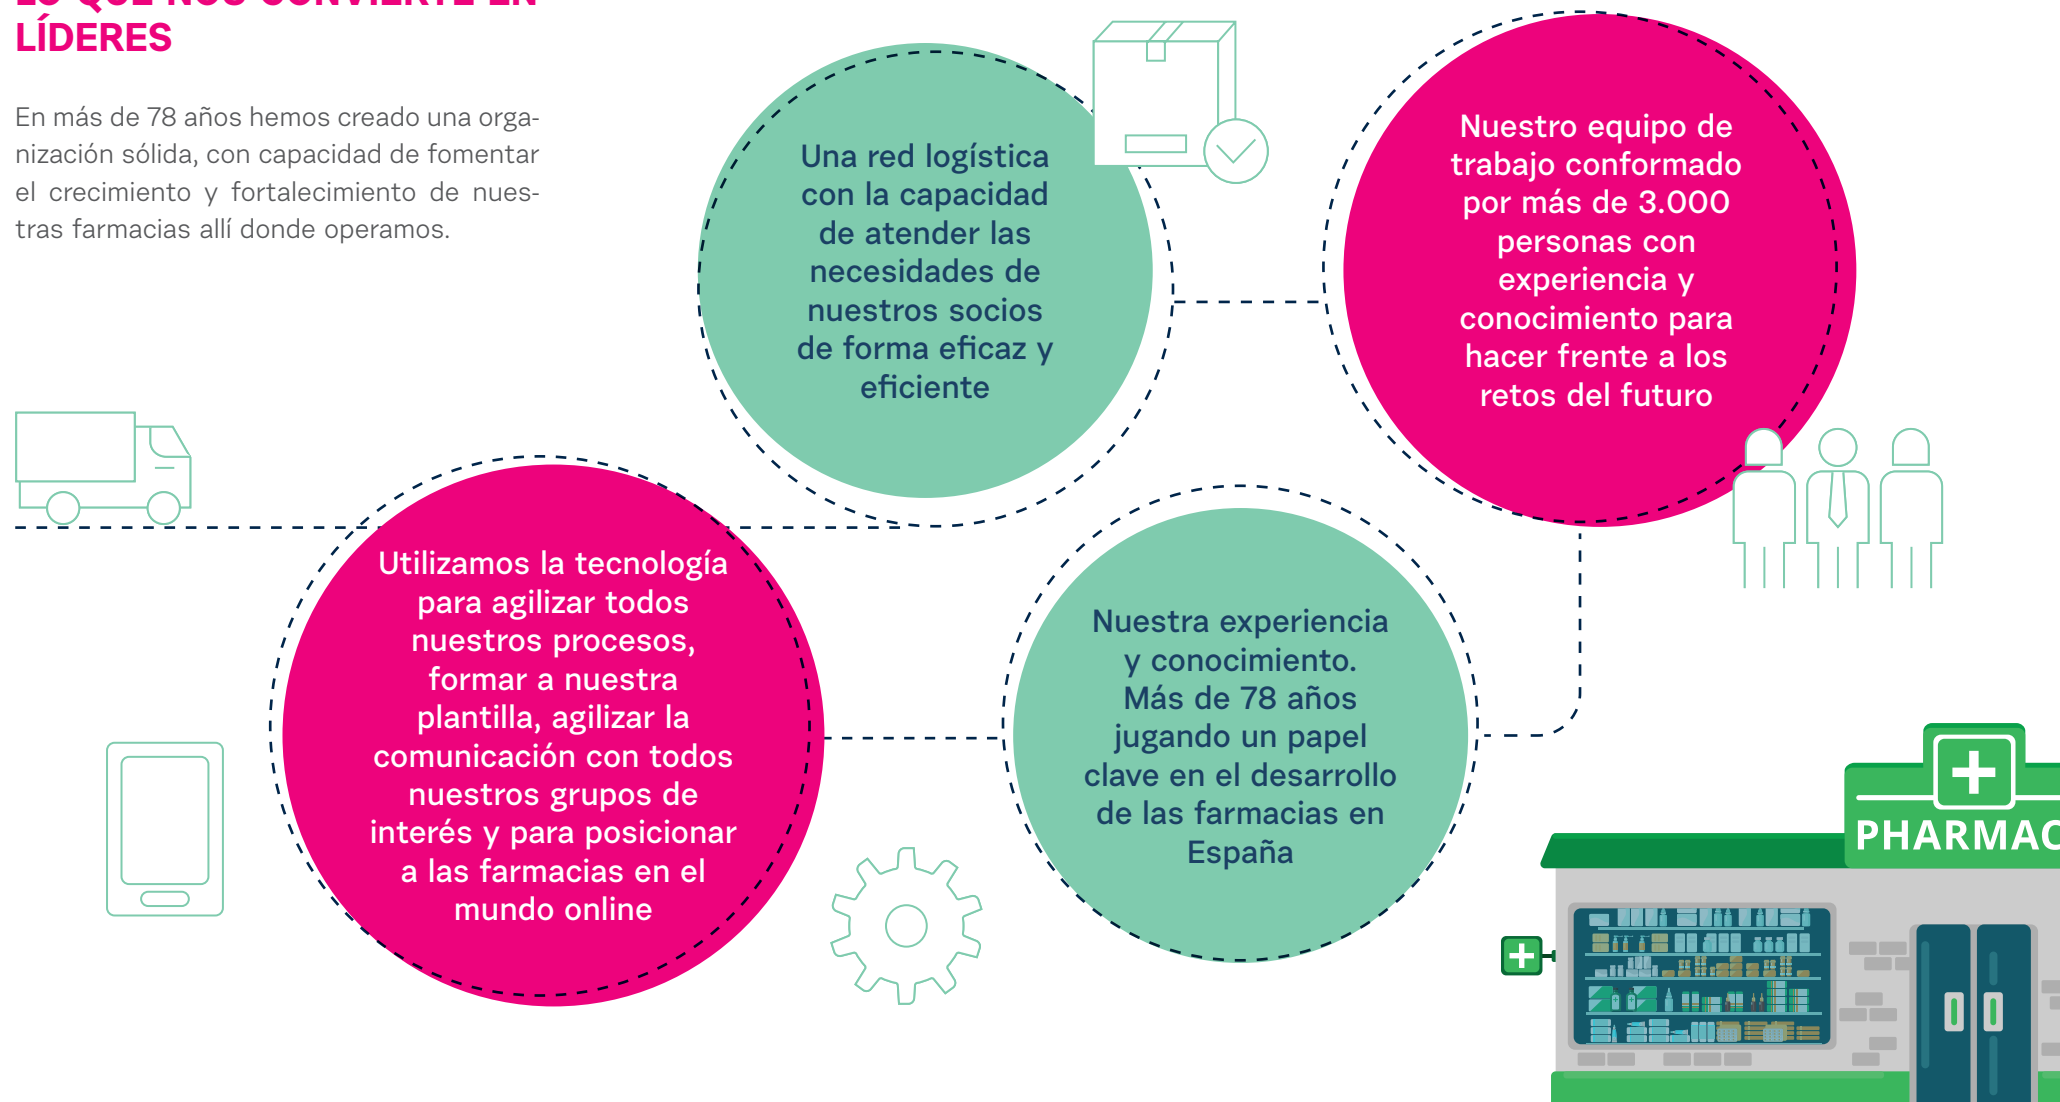 LO QUE NOS CONVIERTE EN
LÍDERES
En más de 78 años hemos creado una orga-
nización sólida, con capacidad de fomentar
el crecimiento y fortalecimiento de nues-
tras farmacias allí donde operamos.
Una red logística
con la capacidad
de atender las
necesidades de
nuestros socios
de forma eficaz y
eficiente
Nuestro equipo de
trabajo conformado
por más de 3.000
personas con
experiencia y
conocimiento para
hacer frente a los
retos del futuro
Utilizamos la tecnología
para agilizar todos
nuestros procesos,
formar a nuestra
plantilla, agilizar la
comunicación con todos
nuestros grupos de
interés y para posicionar
a las farmacias en el
mundo online
Nuestra experiencia
y conocimiento.
Más de 78 años
jugando un papel
clave en el desarrollo
de las farmacias en
España
PHARMAC